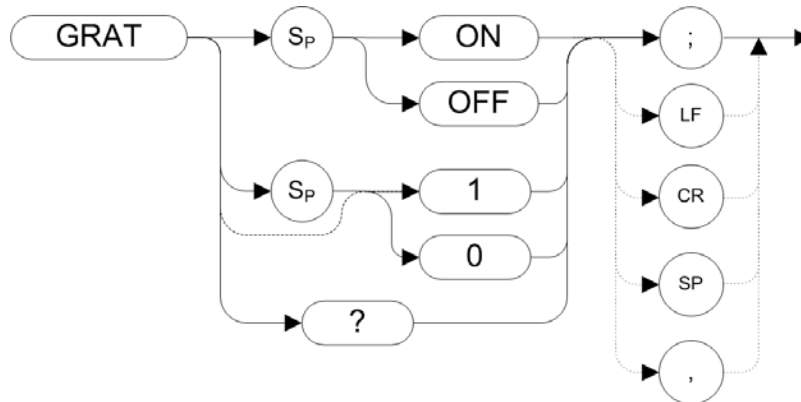 GRAT SP ON ;
OFF LF
SP 1 CR
0 SP
? ,